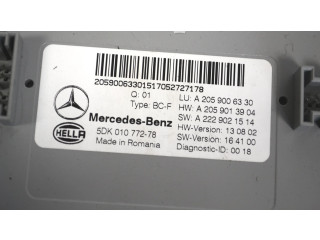 2059006330151705272717​8
Q: 01
LU: A 205 900 63 30
Type: BC-F
HW: A 205 901 39 04
SW: A 222 902 15 14
Mercedes-Benz
HW-Version: 13 08 02
HELLA
5DK 010 772-78
SW-Version: 16 41 00
Made in Romania
Diagnostic-ID: 00 18